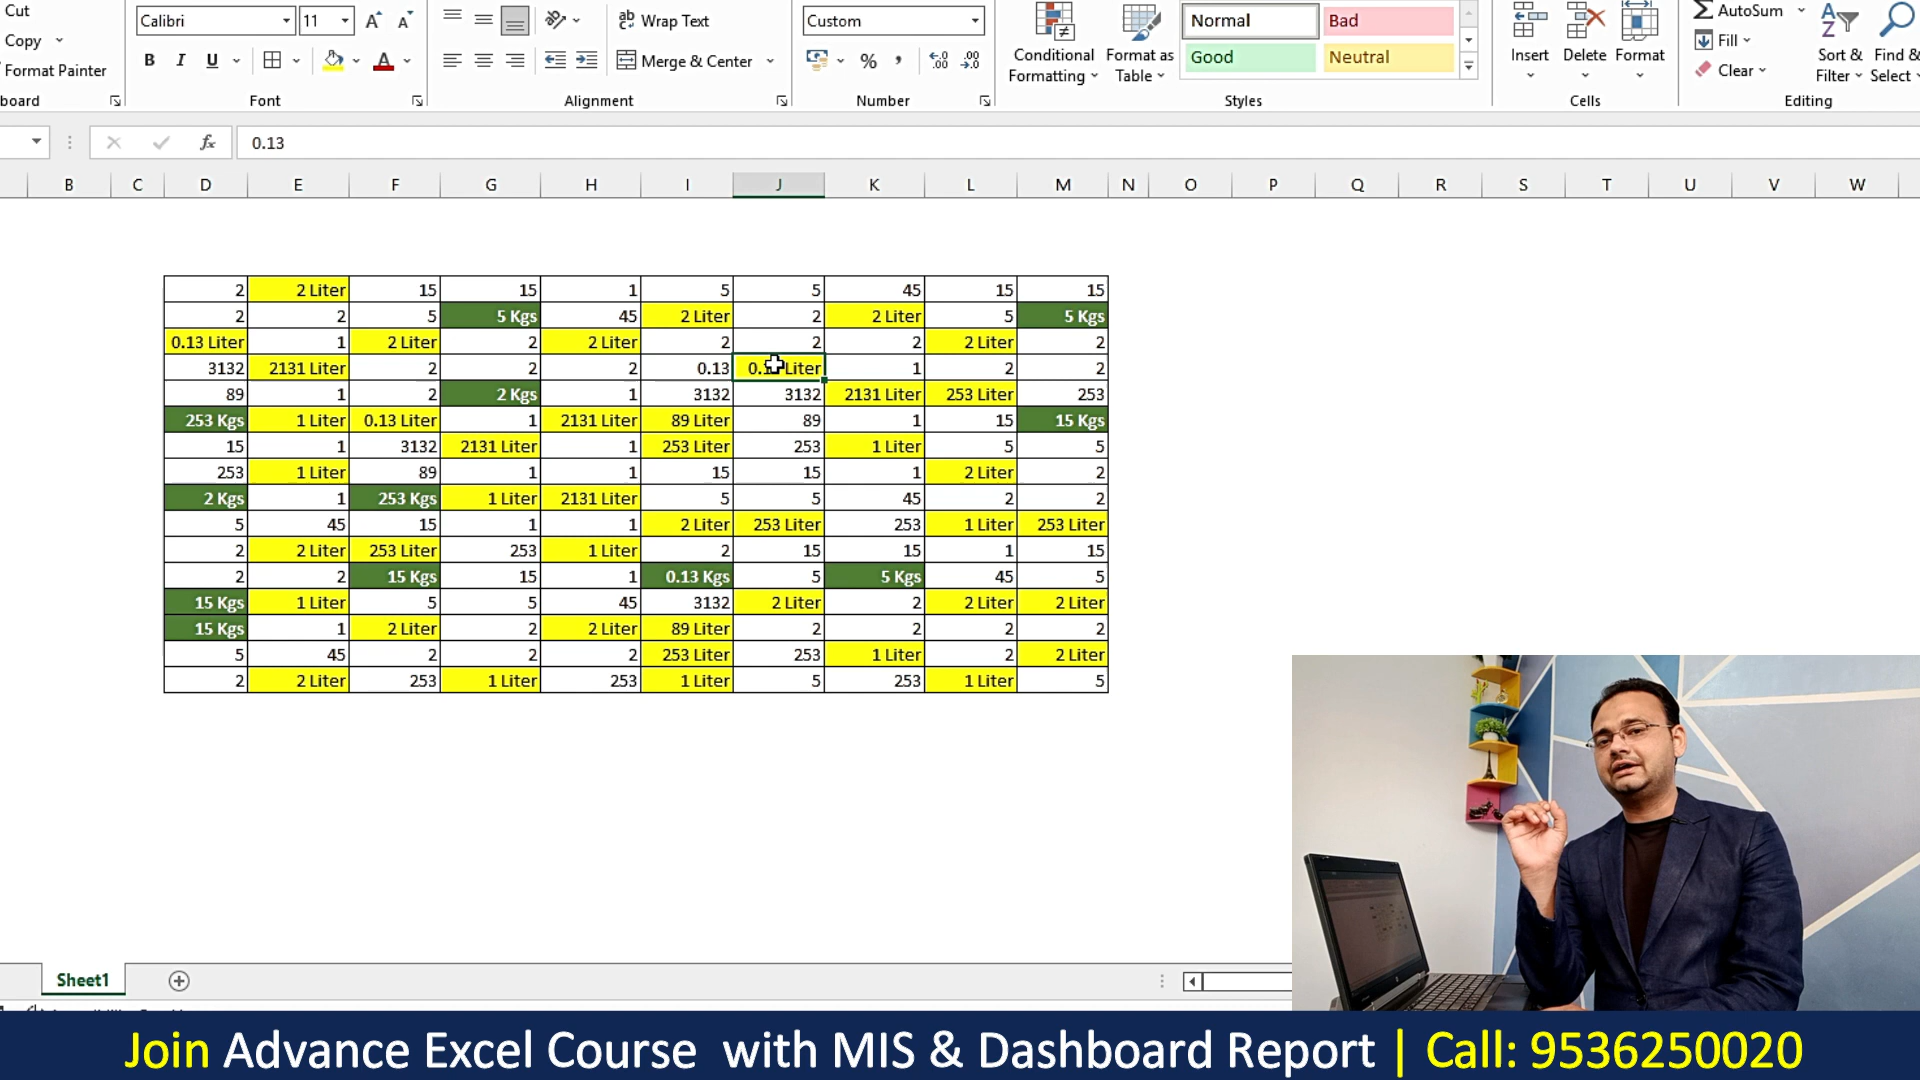 Cut
Copy
Format Painter
board
Calibri 11 A A
B I U A
Font
ab Wrap Text
Merge & Center
Alignment
Custom
% , .00 .00
Number
Conditional Formatting
Format as Table
Normal Bad
Good Neutral
Styles
Insert Delete Format
Cells
Σ AutoSum
Fill
Clear
Sort & Filter
Find & Select
Editing
fx 0.13
B C D E F G H I J K L M N O P Q R S T U V W
2 2 Liter 15 15 1 5 5 45 15 15
2 2 5 5 Kgs 45 2 Liter 2 2 Liter 5 5 Kgs
0.13 Liter 1 2 Liter 2 2 Liter 2 2 2 2 Liter 2
3132 2131 Liter 2 2 2 0.13 Liter 1 2 2
89 1 2 2 Kgs 1 3132 3132 2131 Liter 253 Liter 253
253 Kgs 1 Liter 0.13 Liter 1 2131 Liter 89 Liter 89 1 15 15 Kgs
15 1 3132 2131 Liter 1 253 Liter 253 1 Liter 5 5
253 1 Liter 89 1 1 15 15 1 2 Liter 2
2 Kgs 1 253 Kgs 1 Liter 2131 Liter 5 5 45 2 2
5 45 15 1 1 2 Liter 253 Liter 253 1 Liter 253 Liter
2 2 Liter 253 Liter 253 1 Liter 2 15 15 1 15
2 2 15 Kgs 15 1 0.13 Kgs 5 5 Kgs 45 5
15 Kgs 1 Liter 5 5 45 3132 2 Liter 2 2 Liter 2 Liter
15 Kgs 1 2 Liter 2 2 Liter 89 Liter 2 2 2 2
5 45 2 2 2 253 Liter 253 1 Liter 2 2 Liter
2 2 Liter 253 1 Liter 253 1 Liter 5 253 1 Liter 5
Sheet1
Join Advance Excel Course with MIS & Dashboard Report | Call: 9536250020